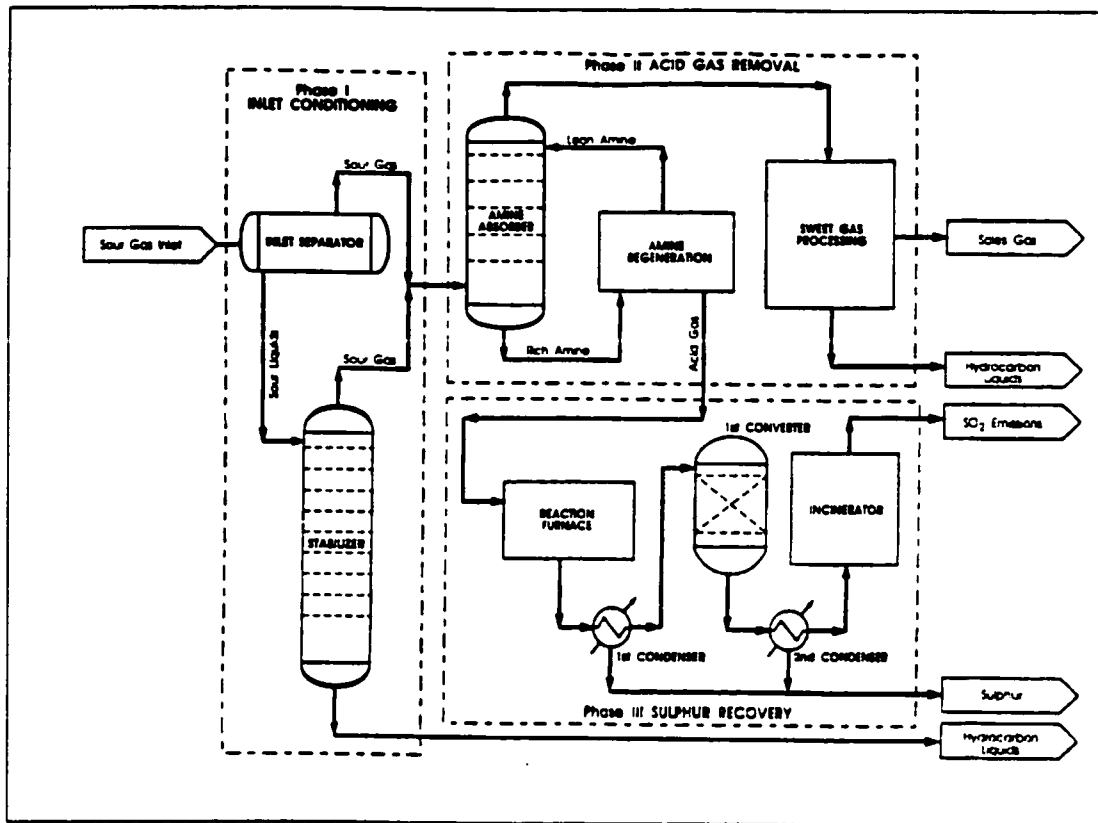 Phase II ACID GAS REMOVAL
Phase I
INLET CONDITIONING
Sour Gas
Lean Amine
Sour Gas Inlet
INLET SEPARATOR
AMINE
ABSORBER
AMINE
REGENERATION
SWEET GAS
PROCESSING
Sales Gas
Sour Liquids
Sour Gas
Rich Amine
Acid Gas
Hydrocarbon
Liquids
1st CONVERTER
SO2 Emissions
REACTION
FURNACE
INCINERATOR
STABILIZER
1st CONDENSER
2nd CONDENSER
Sulphur
Phase III SULPHUR RECOVERY
Hydrocarbon
Liquids